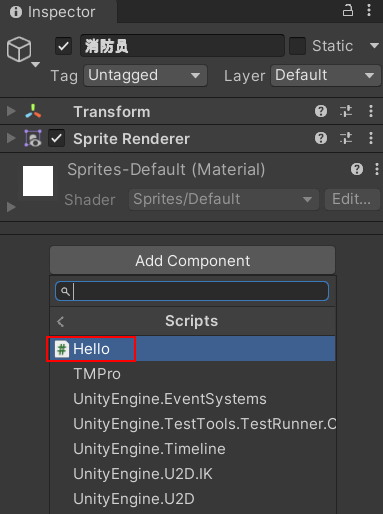 Inspector
消防员
Static
Tag Untagged Layer Default
Transform
Sprite Renderer
Sprites-Default (Material)
Shader Sprites/Default Edit...
Add Component
Scripts
Hello
TMPro
UnityEngine.EventSystems
UnityEngine.TestTools.TestRunner.C
UnityEngine.Timeline
UnityEngine.U2D.IK
UnityEngine.U2D